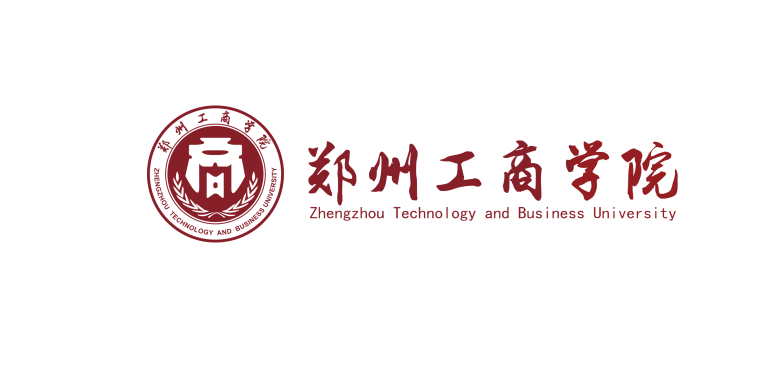 郑州工商学院
ZHENGZHOU TECHNOLOGY AND BUSINESS UNIVERSITY
郑州工商学院
Zhengzhou Technology and Business University